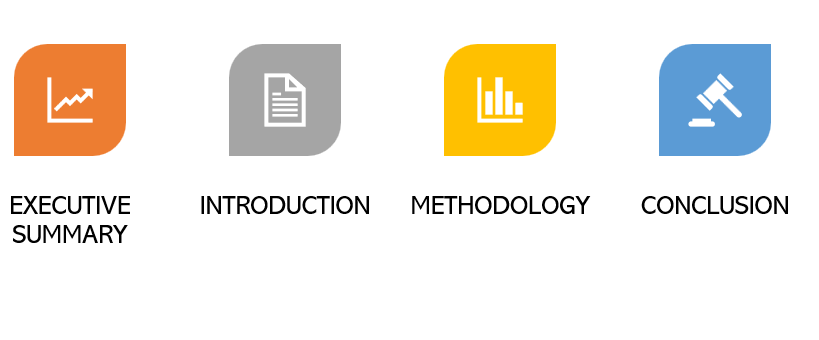 EXECUTIVE
SUMMARY
INTRODUCTION
METHODOLOGY
CONCLUSION